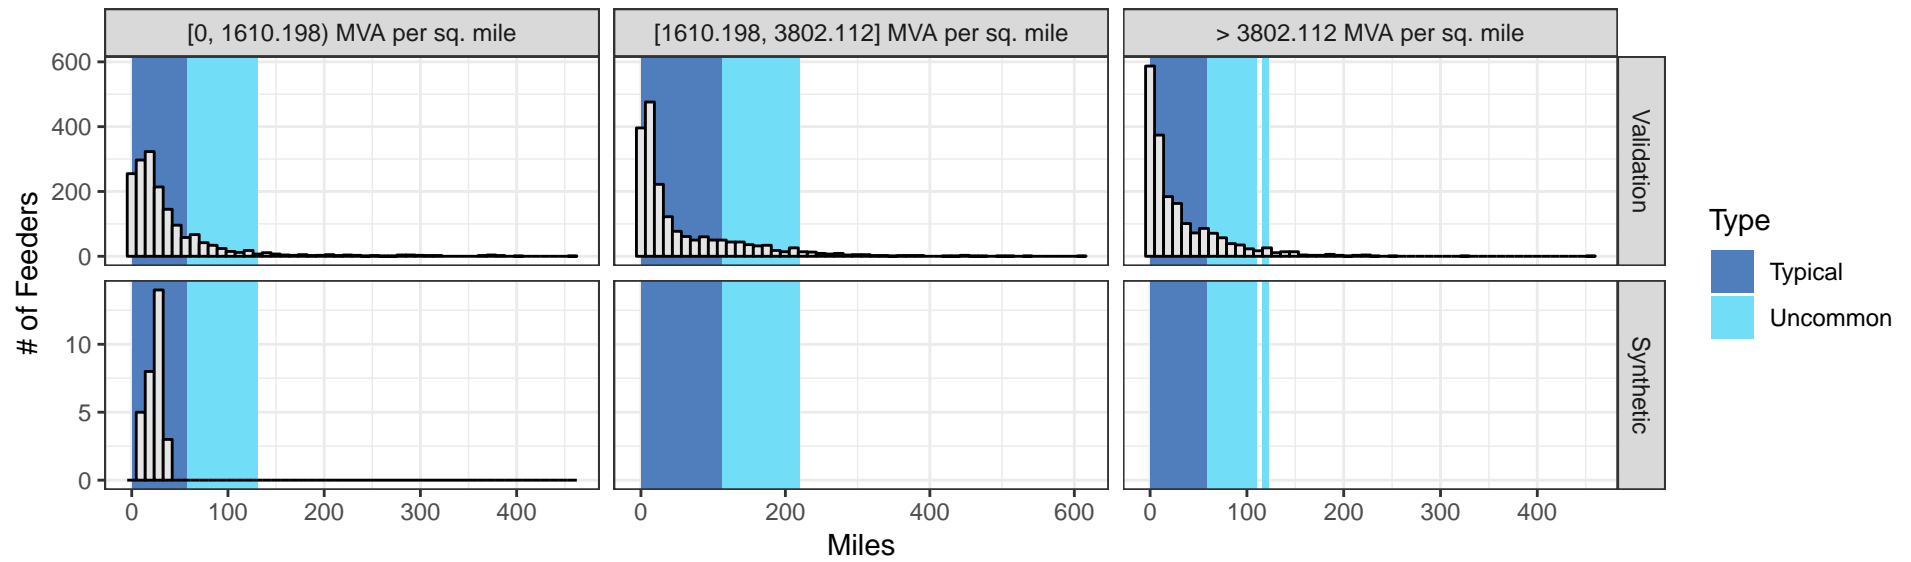 [0, 1610.198) MVA per sq. mile
[1610.198, 3802.112] MVA per sq. mile
> 3802.112 MVA per sq. mile
# of Feeders
600
400
200
0
Validation
10
5
0
Synthetic
0 100 200 300 400
0 200 400 600
0 100 200 300 400
Miles
Type
Typical
Uncommon